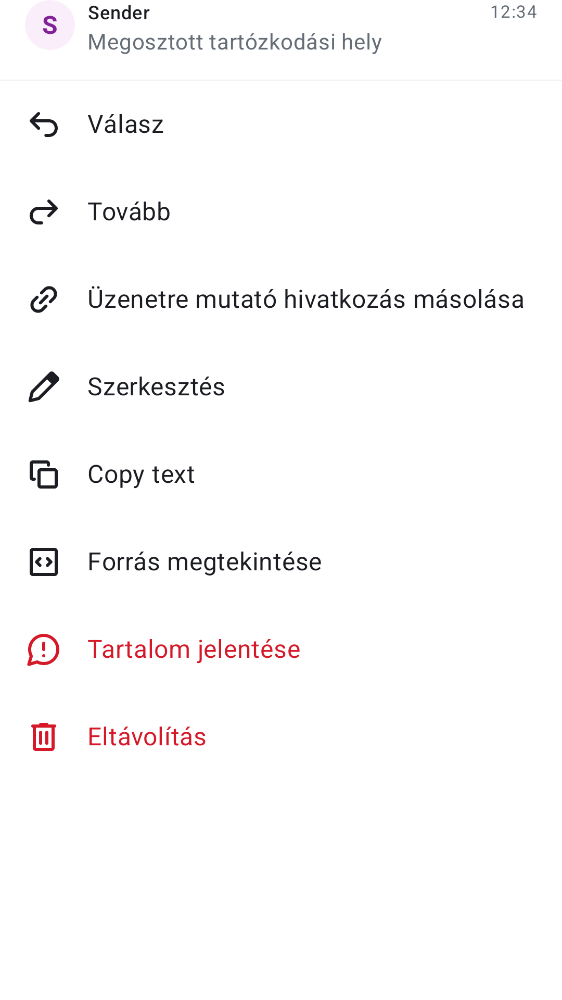 S
Sender
12:34
Megosztott tartózkodási hely
Válasz
Tovább
Üzenetre mutató hivatkozás másolása
Szerkesztés
Copy text
Forrás megtekintése
Tartalom jelentése
Eltávolítás